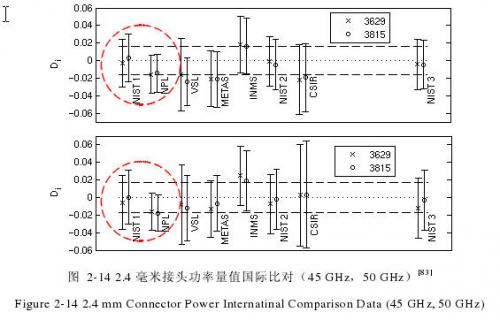 0.06
0.04
0.02
0
-0.02
-0.04
-0.06
Di
3629
3815
NIST1
NPL
VSL
METAS
INMS
NIST2
CSIR
NIST3
0.06
0.04
0.02
0
-0.02
-0.04
-0.06
Di
3629
3815
NIST1
NPL
VSL
METAS
INMS
NIST2
CSIR
NIST3
图 2-14 2.4 毫米接头功率量值国际比对（45 GHz，50 GHz）[83]
Figure 2-14 2.4 mm Connector Power Internatinal Comparison Data (45 GHz, 50 GHz)